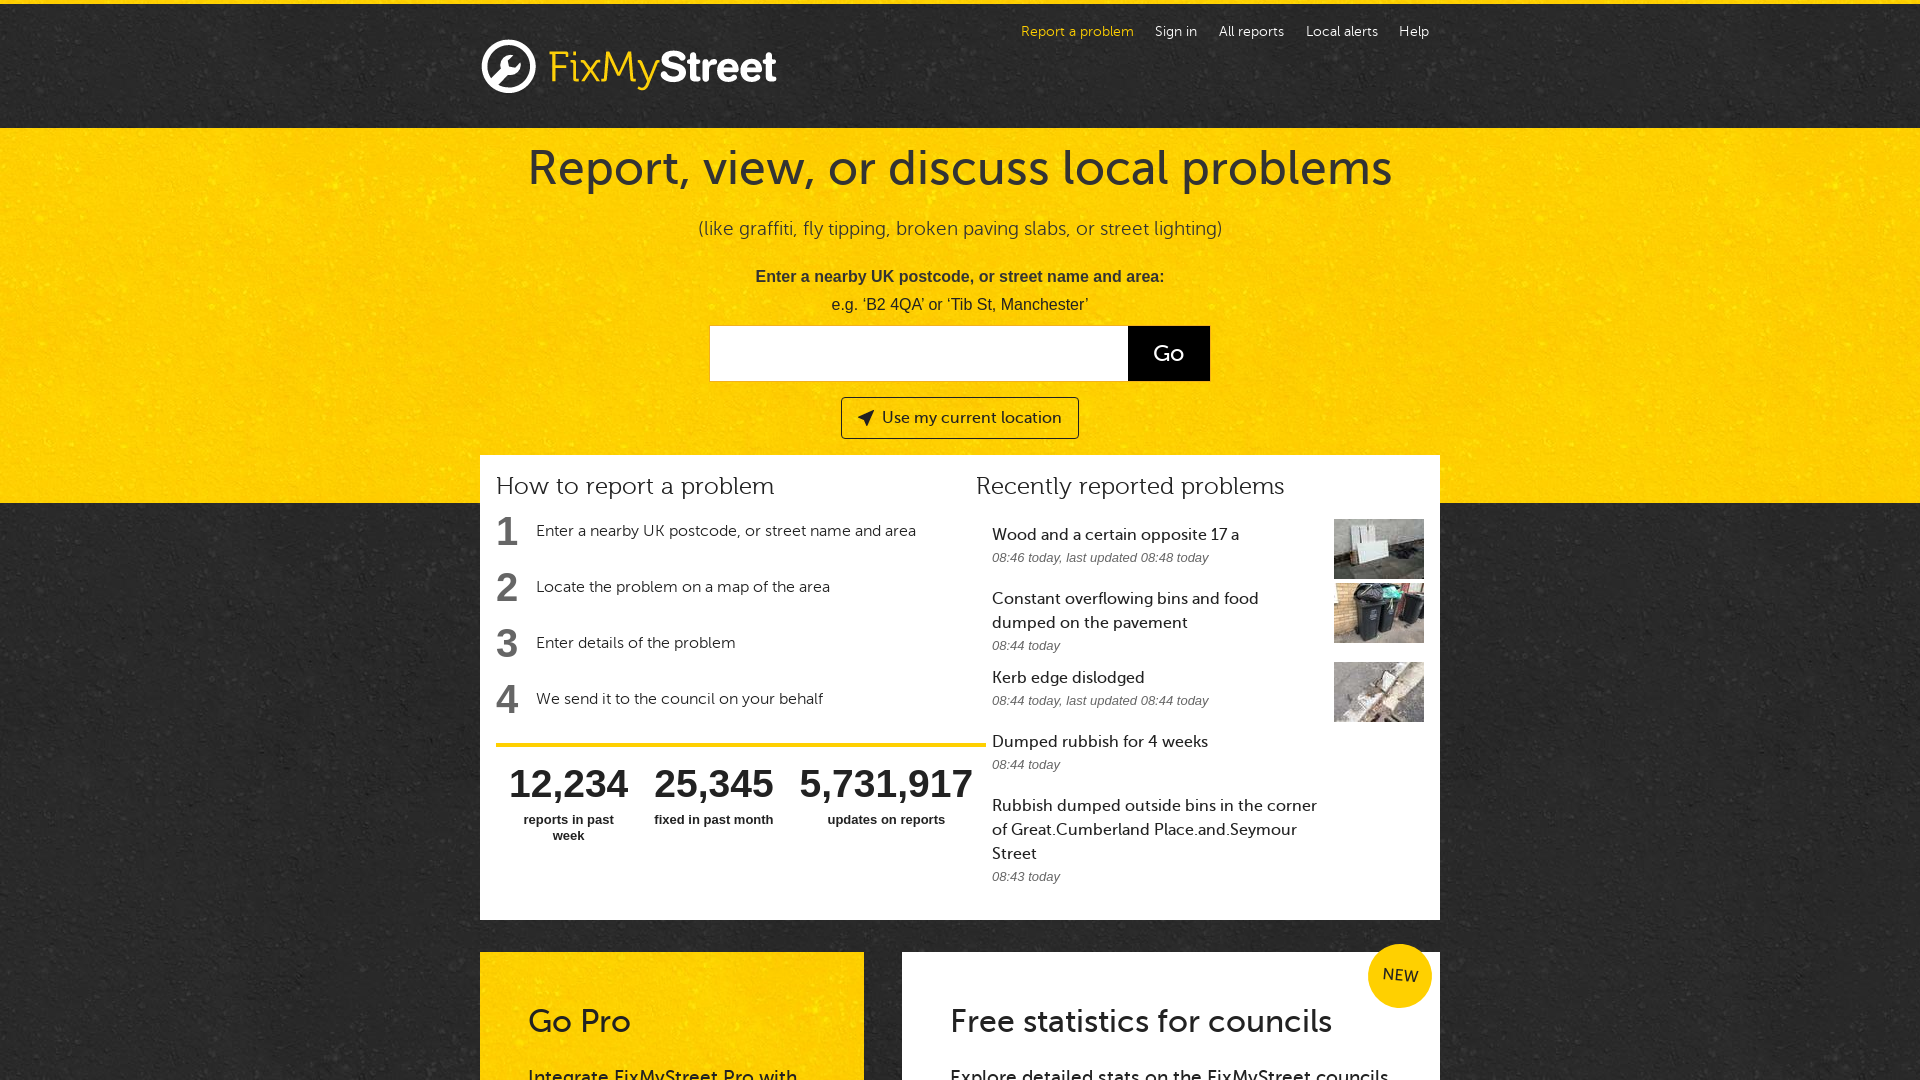 Report a problem
Sign in
All reports
Local alerts
Help
FixMyStreet
Report, view, or discuss local problems
(like graffiti, fly tipping, broken paving slabs, or street lighting)
Enter a nearby UK postcode, or street name and area:
e.g. ‘B2 4QA’ or ‘Tib St, Manchester’
Go
Use my current location
How to report a problem
1 Enter a nearby UK postcode, or street name and area
2 Locate the problem on a map of the area
3 Enter details of the problem
4 We send it to the council on your behalf
12,234
reports in past
week
25,345
fixed in past month
5,731,917
updates on reports
Recently reported problems
Wood and a certain opposite 17 a
08:46 today, last updated 08:48 today
Constant overflowing bins and food
dumped on the pavement
08:44 today
Kerb edge dislodged
08:44 today, last updated 08:44 today
Dumped rubbish for 4 weeks
08:44 today
Rubbish dumped outside bins in the corner
of Great.Cumberland Place.and.Seymour
Street
08:43 today
Go Pro
Integrate FixMyStreet Pro with
NEW
Free statistics for councils
Explore detailed stats on the FixMyStreet councils